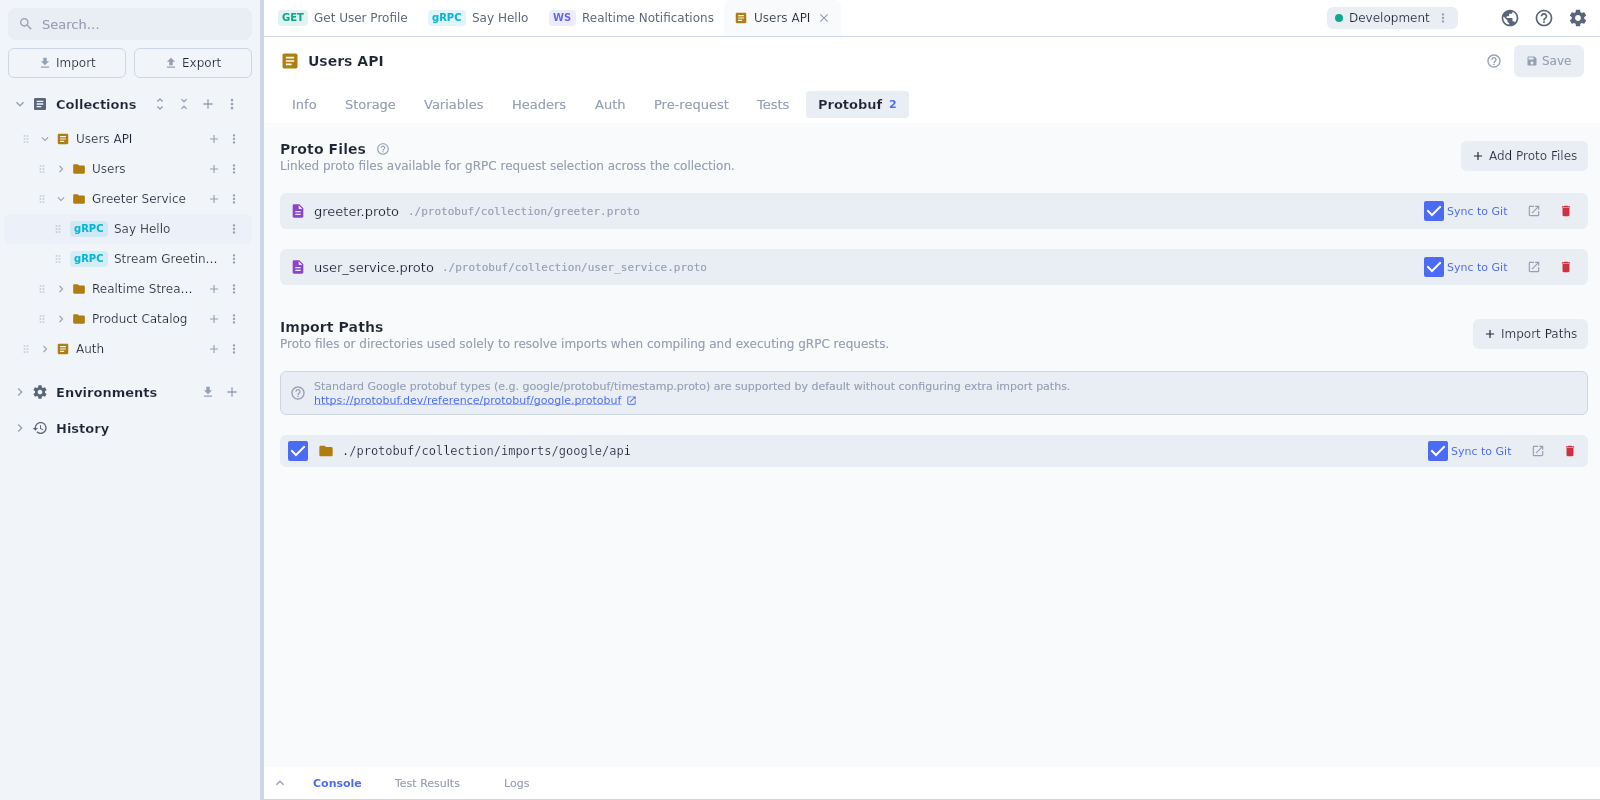 Search...
Import
Export
Collections
Users API
Users
Greeter Service
gRPC Say Hello
gRPC Stream Greetin...
Realtime Strea...
Product Catalog
Auth
Environments
History
GET Get User Profile
gRPC Say Hello
WS Realtime Notifications
Users API
Development
Users API
Save
Info
Storage
Variables
Headers
Auth
Pre-request
Tests
Protobuf 2
Proto Files
Linked proto files available for gRPC request selection across the collection.
Add Proto Files
greeter.proto ./protobuf/collection/greeter.proto
Sync to Git
user_service.proto ./protobuf/collection/user_service.proto
Sync to Git
Import Paths
Proto files or directories used solely to resolve imports when compiling and executing gRPC requests.
Import Paths
Standard Google protobuf types (e.g. google/protobuf/timestamp.proto) are supported by default without configuring extra import paths.
https://protobuf.dev/reference/protobuf/google.protobuf
./protobuf/collection/imports/google/api
Sync to Git
Console
Test Results
Logs